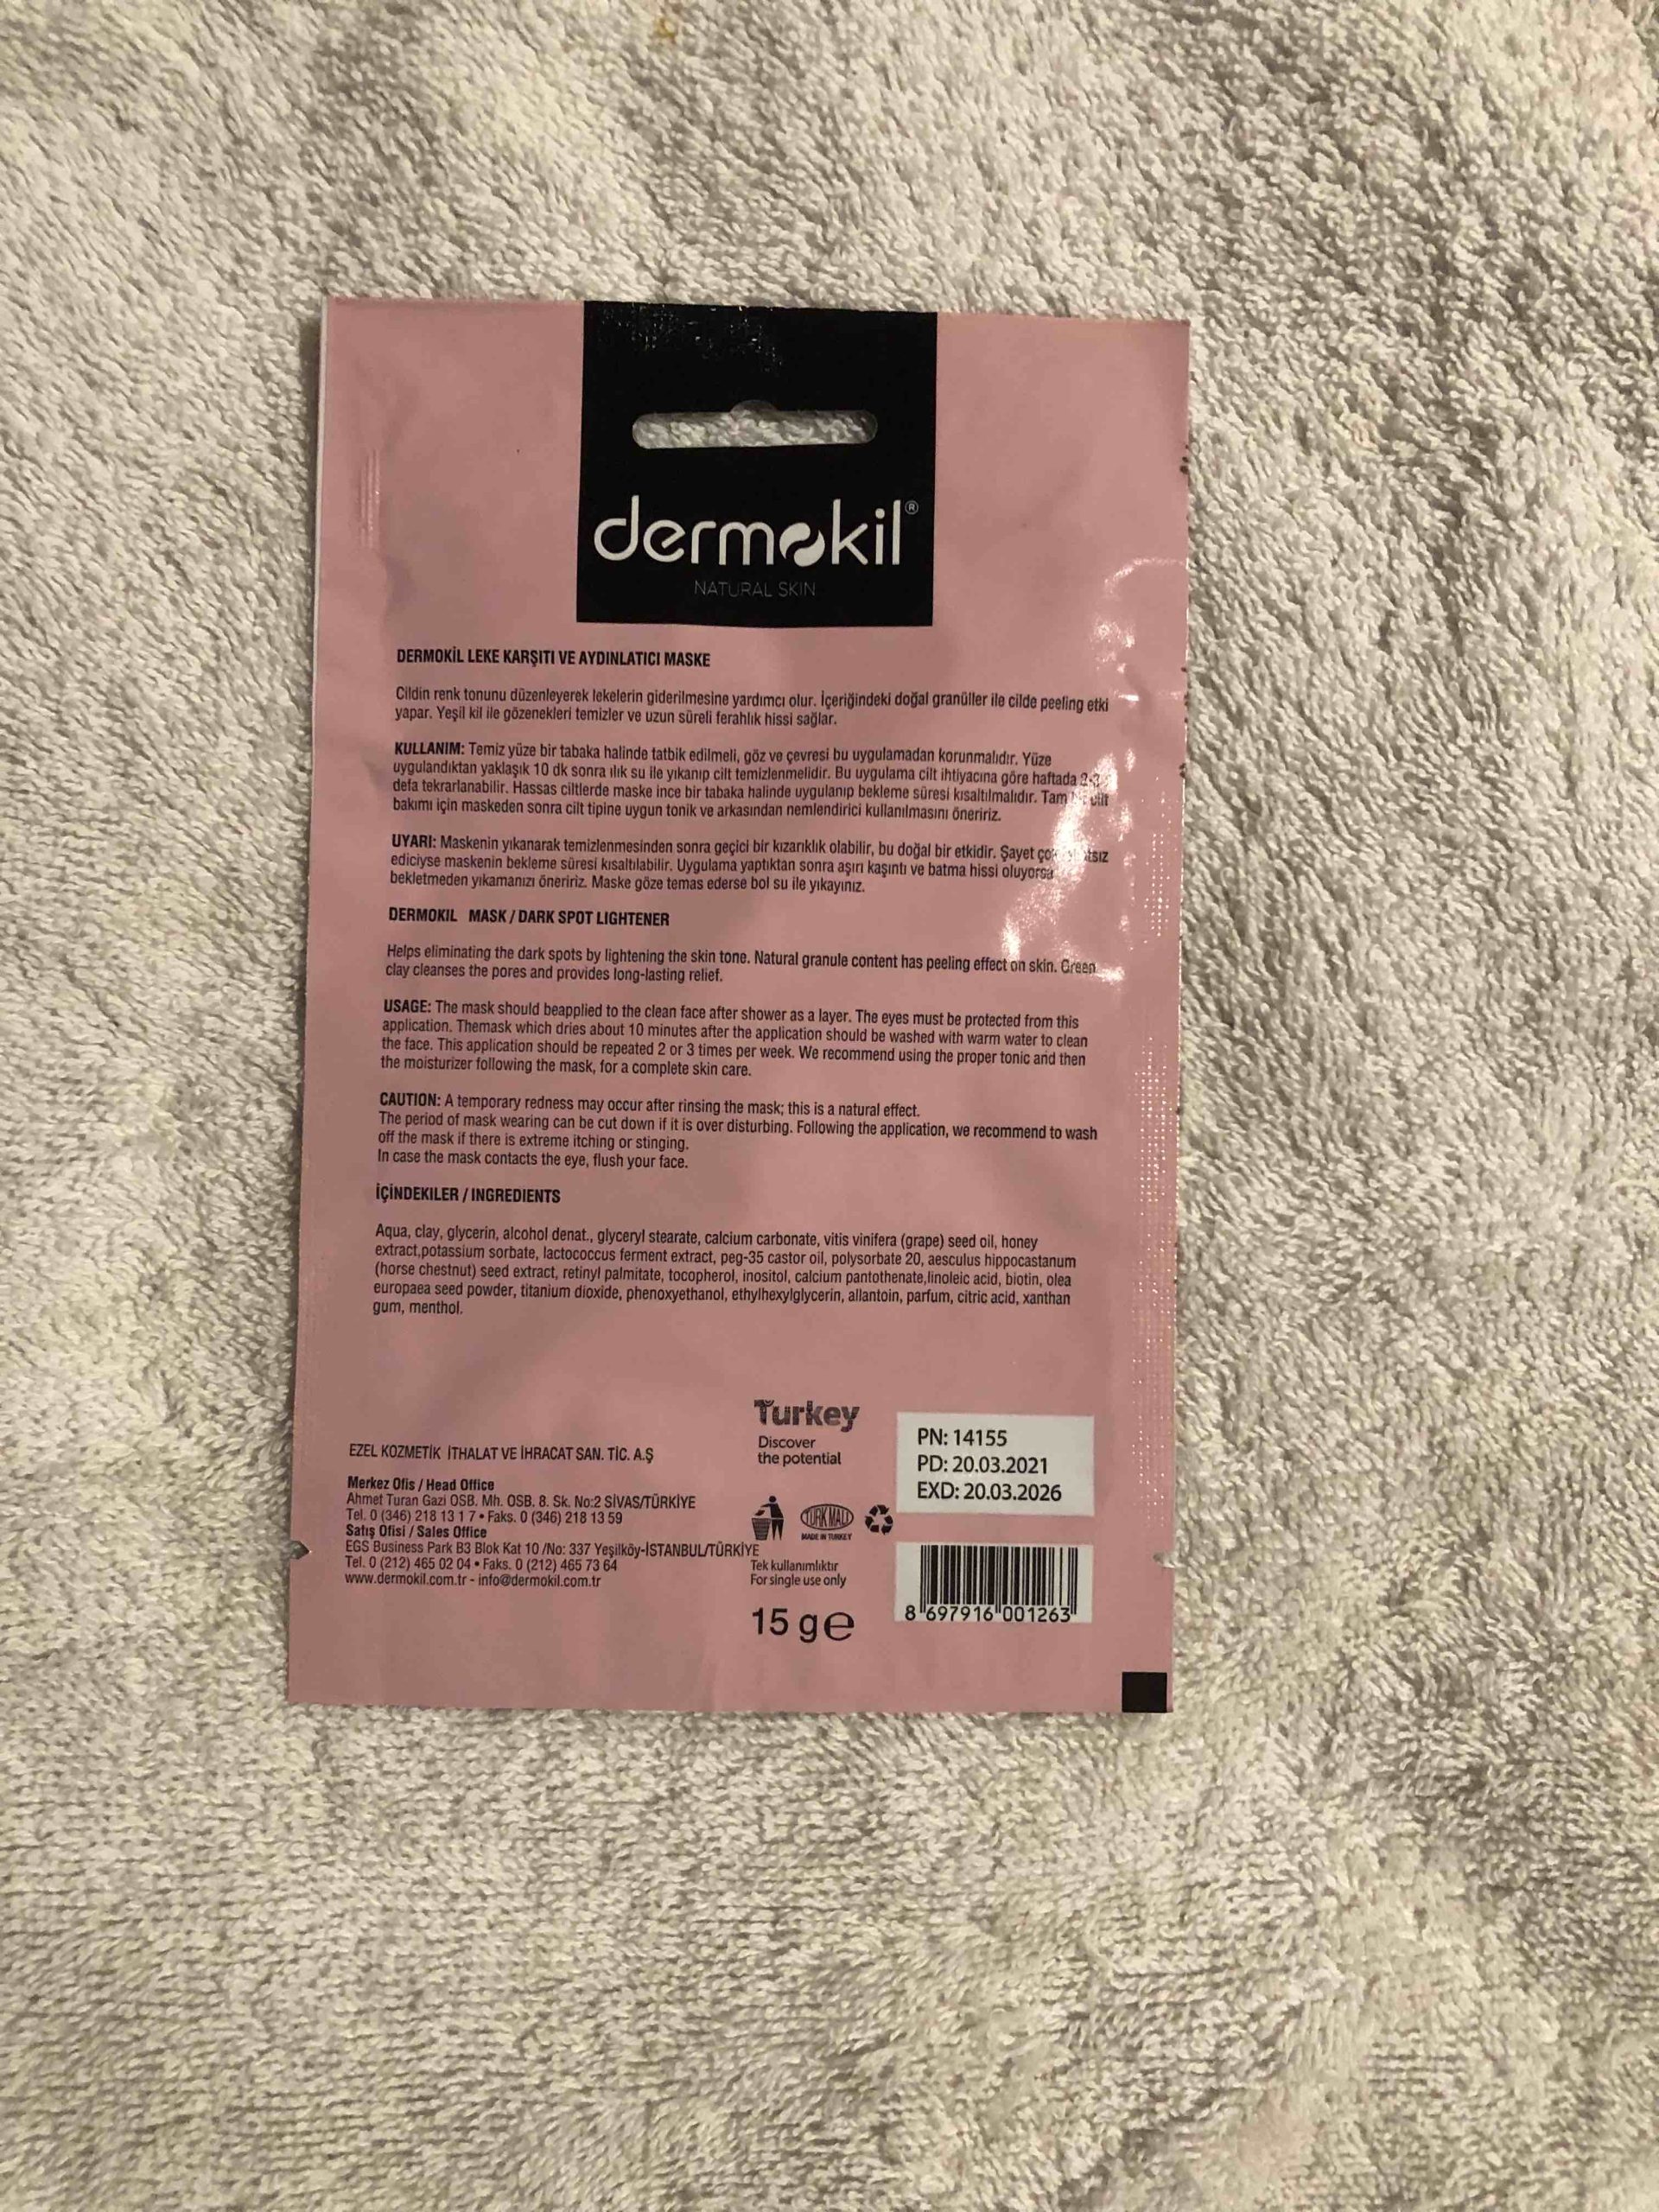 dermokil®
NATURAL SKIN
DERMOKİL LEKE KARŞITI VE AYDINLATICI MASKE
Cildin renk tonunu düzenleyerek lekelerin giderilmesine yardımcı olur. İçeriğindeki doğal granüller ile cilde peeling etki
yapar. Yeşil kil ile gözenekleri temizler ve uzun süreli ferahlık hissi sağlar.
KULLANIM: Temiz yüze bir tabaka halinde tatbik edilmeli, göz ve çevresi bu uygulamadan korunmalıdır. Yüze
uygulandıktan yaklaşık 10 dk sonra ılık su ile yıkanıp cilt temizlenmelidir. Bu uygulama cilt ihtiyacına göre haftada 2-3
defa tekrarlanabilir. Hassas ciltlerde maske ince bir tabaka halinde uygulanıp bekleme süresi kısaltılmalıdır. Tam cilt
bakımı için maskeden sonra cilt tipine uygun tonik ve arkasından nemlendirici kullanılmasını öneririz.
UYARI: Maskenin yıkanarak temizlenmesinden sonra geçici bir kızarıklık olabilir, bu doğal bir etkidir. Şayet
ediciyse maskenin bekleme süresi kısaltılabilir. Uygulama yaptıktan sonra aşırı kaşıntı ve batma hissi oluyorsa
bekletmeden yıkamanızı öneririz. Maske göze temas ederse bol su ile yıkayınız.
DERMOKIL MASK / DARK SPOT LIGHTENER
Helps eliminating the dark spots by lightening the skin tone. Natural granule content has peeling effect on skin. Green
clay cleanses the pores and provides long-lasting relief.
USAGE: The mask should beapplied to the clean face after shower as a layer. The eyes must be protected from this
application. Themask which dries about 10 minutes after the application should be washed with warm water to clean
the face. This application should be repeated 2 or 3 times per week. We recommend using the proper tonic and then
the moisturizer following the mask, for a complete skin care.
CAUTION: A temporary redness may occur after rinsing the mask; this is a natural effect.
The period of mask wearing can be cut down if it is over disturbing. Following the application, we recommend to wash
off the mask if there is extreme itching or stinging.
In case the mask contacts the eye, flush your face.
İÇİNDEKILER / INGREDIENTS
Aqua, clay, glycerin, alcohol denat., glyceryl stearate, calcium carbonate, vitis vinifera (grape) seed oil, honey
extract,potassium sorbate, lactococcus ferment extract, peg-35 castor oil, polysorbate 20, aesculus hippocastanum
(horse chestnut) seed extract, retinyl palmitate, tocopherol, inositol, calcium pantothenate,linoleic acid, biotin, olea
europaea seed powder, titanium dioxide, phenoxyethanol, ethylhexylglycerin, allantoin, parfum, citric acid, xanthan
gum, menthol.
EZEL KOZMETİK İTHALAT VE İHRACAT SAN. TİC. A.Ş
Merkez Ofis / Head Office
Ahmet Turan Gazi OSB. Mh. OSB. 8. Sk. No:2 SİVAS/TÜRKİYE
Tel. 0 (346) 218 13 1 7 • Faks. 0 (346) 218 13 59
Satış Ofisi / Sales Office
EGS Business Park B3 Blok Kat 10 /No: 337 Yeşilköy-İSTANBUL/TÜRKİYE
Tel. 0 (212) 465 02 04 • Faks. 0 (212) 465 73 64
www.dermokil.com.tr - info@dermokil.com.tr
Turkey
Discover
the potential
TÜRK MALI
MADE IN TURKEY
Tek kullanımlıktır
For single use only
15 g e
PN: 14155
PD: 20.03.2021
EXD: 20.03.2026
8 697916 001263